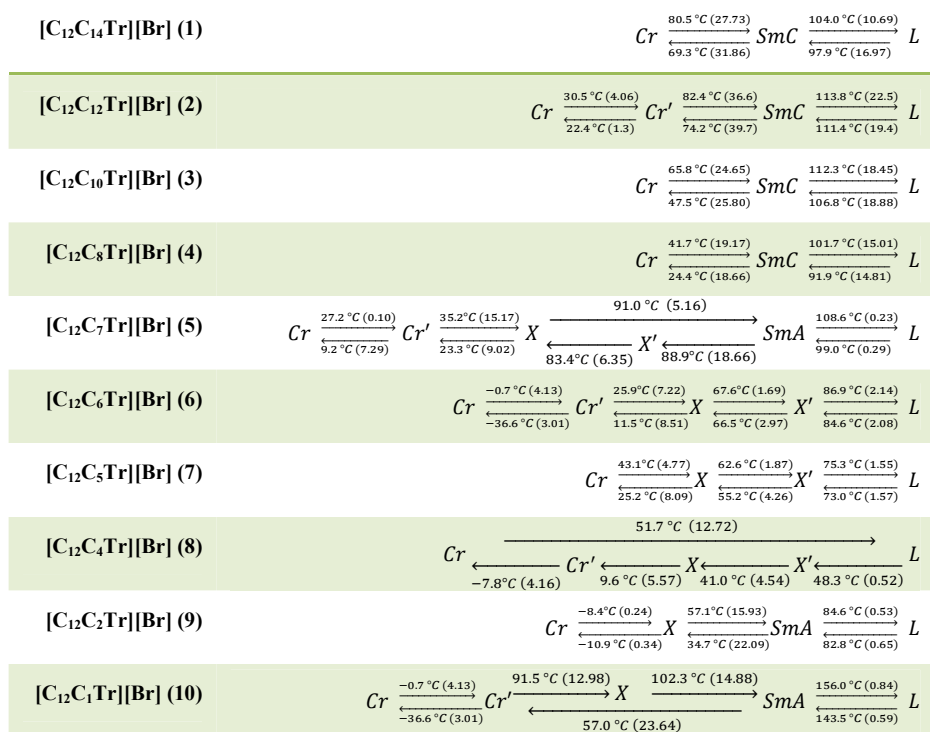 [C₁₂C₁₄Tr][Br] (1)
80.5 °C (27.73) 104.0 °C (10.69)
Cr SmC L
69.3 °C (31.86) 97.9 °C (16.97)
[C₁₂C₁₂Tr][Br] (2)
30.5 °C (4.06) 82.4 °C (36.6) 113.8 °C (22.5)
Cr Cr′ SmC L
22.4 °C (1.3) 74.2 °C (39.7) 111.4 °C (19.4)
[C₁₂C₁₀Tr][Br] (3)
65.8 °C (24.65) 112.3 °C (18.45)
Cr SmC L
47.5 °C (25.80) 106.8 °C (18.88)
[C₁₂C₈Tr][Br] (4)
41.7 °C (19.17) 101.7 °C (15.01)
Cr SmC L
24.4 °C (18.66) 91.9 °C (14.81)
[C₁₂C₇Tr][Br] (5)
27.2 °C (0.10) 35.2°C (15.17) 91.0 °C (5.16) 108.6 °C (0.23)
Cr Cr′ X X′ SmA L
9.2 °C (7.29) 23.3 °C (9.02) 83.4°C (6.35) 88.9°C (18.66) 99.0 °C (0.29)
[C₁₂C₆Tr][Br] (6)
−0.7 °C (4.13) 25.9°C (7.22) 67.6°C (1.69) 86.9 °C (2.14)
Cr Cr′ X X′ L
−36.6 °C (3.01) 11.5 °C (8.51) 66.5 °C (2.97) 84.6 °C (2.08)
[C₁₂C₅Tr][Br] (7)
43.1°C (4.77) 62.6 °C (1.87) 75.3 °C (1.55)
Cr X X′ L
25.2 °C (8.09) 55.2 °C (4.26) 73.0 °C (1.57)
[C₁₂C₄Tr][Br] (8)
51.7 °C (12.72)
Cr Cr′ X X′ L
−7.8°C (4.16) 9.6 °C (5.57) 41.0 °C (4.54) 48.3 °C (0.52)
[C₁₂C₂Tr][Br] (9)
−8.4°C (0.24) 57.1°C (15.93) 84.6 °C (0.53)
Cr X SmA L
−10.9 °C (0.34) 34.7 °C (22.09) 82.8 °C (0.65)
[C₁₂C₁Tr][Br] (10)
−0.7 °C (4.13) 91.5 °C (12.98) 102.3 °C (14.88) 156.0 °C (0.84)
Cr Cr′ X SmA L
−36.6 °C (3.01) 57.0 °C (23.64) 143.5 °C (0.59)